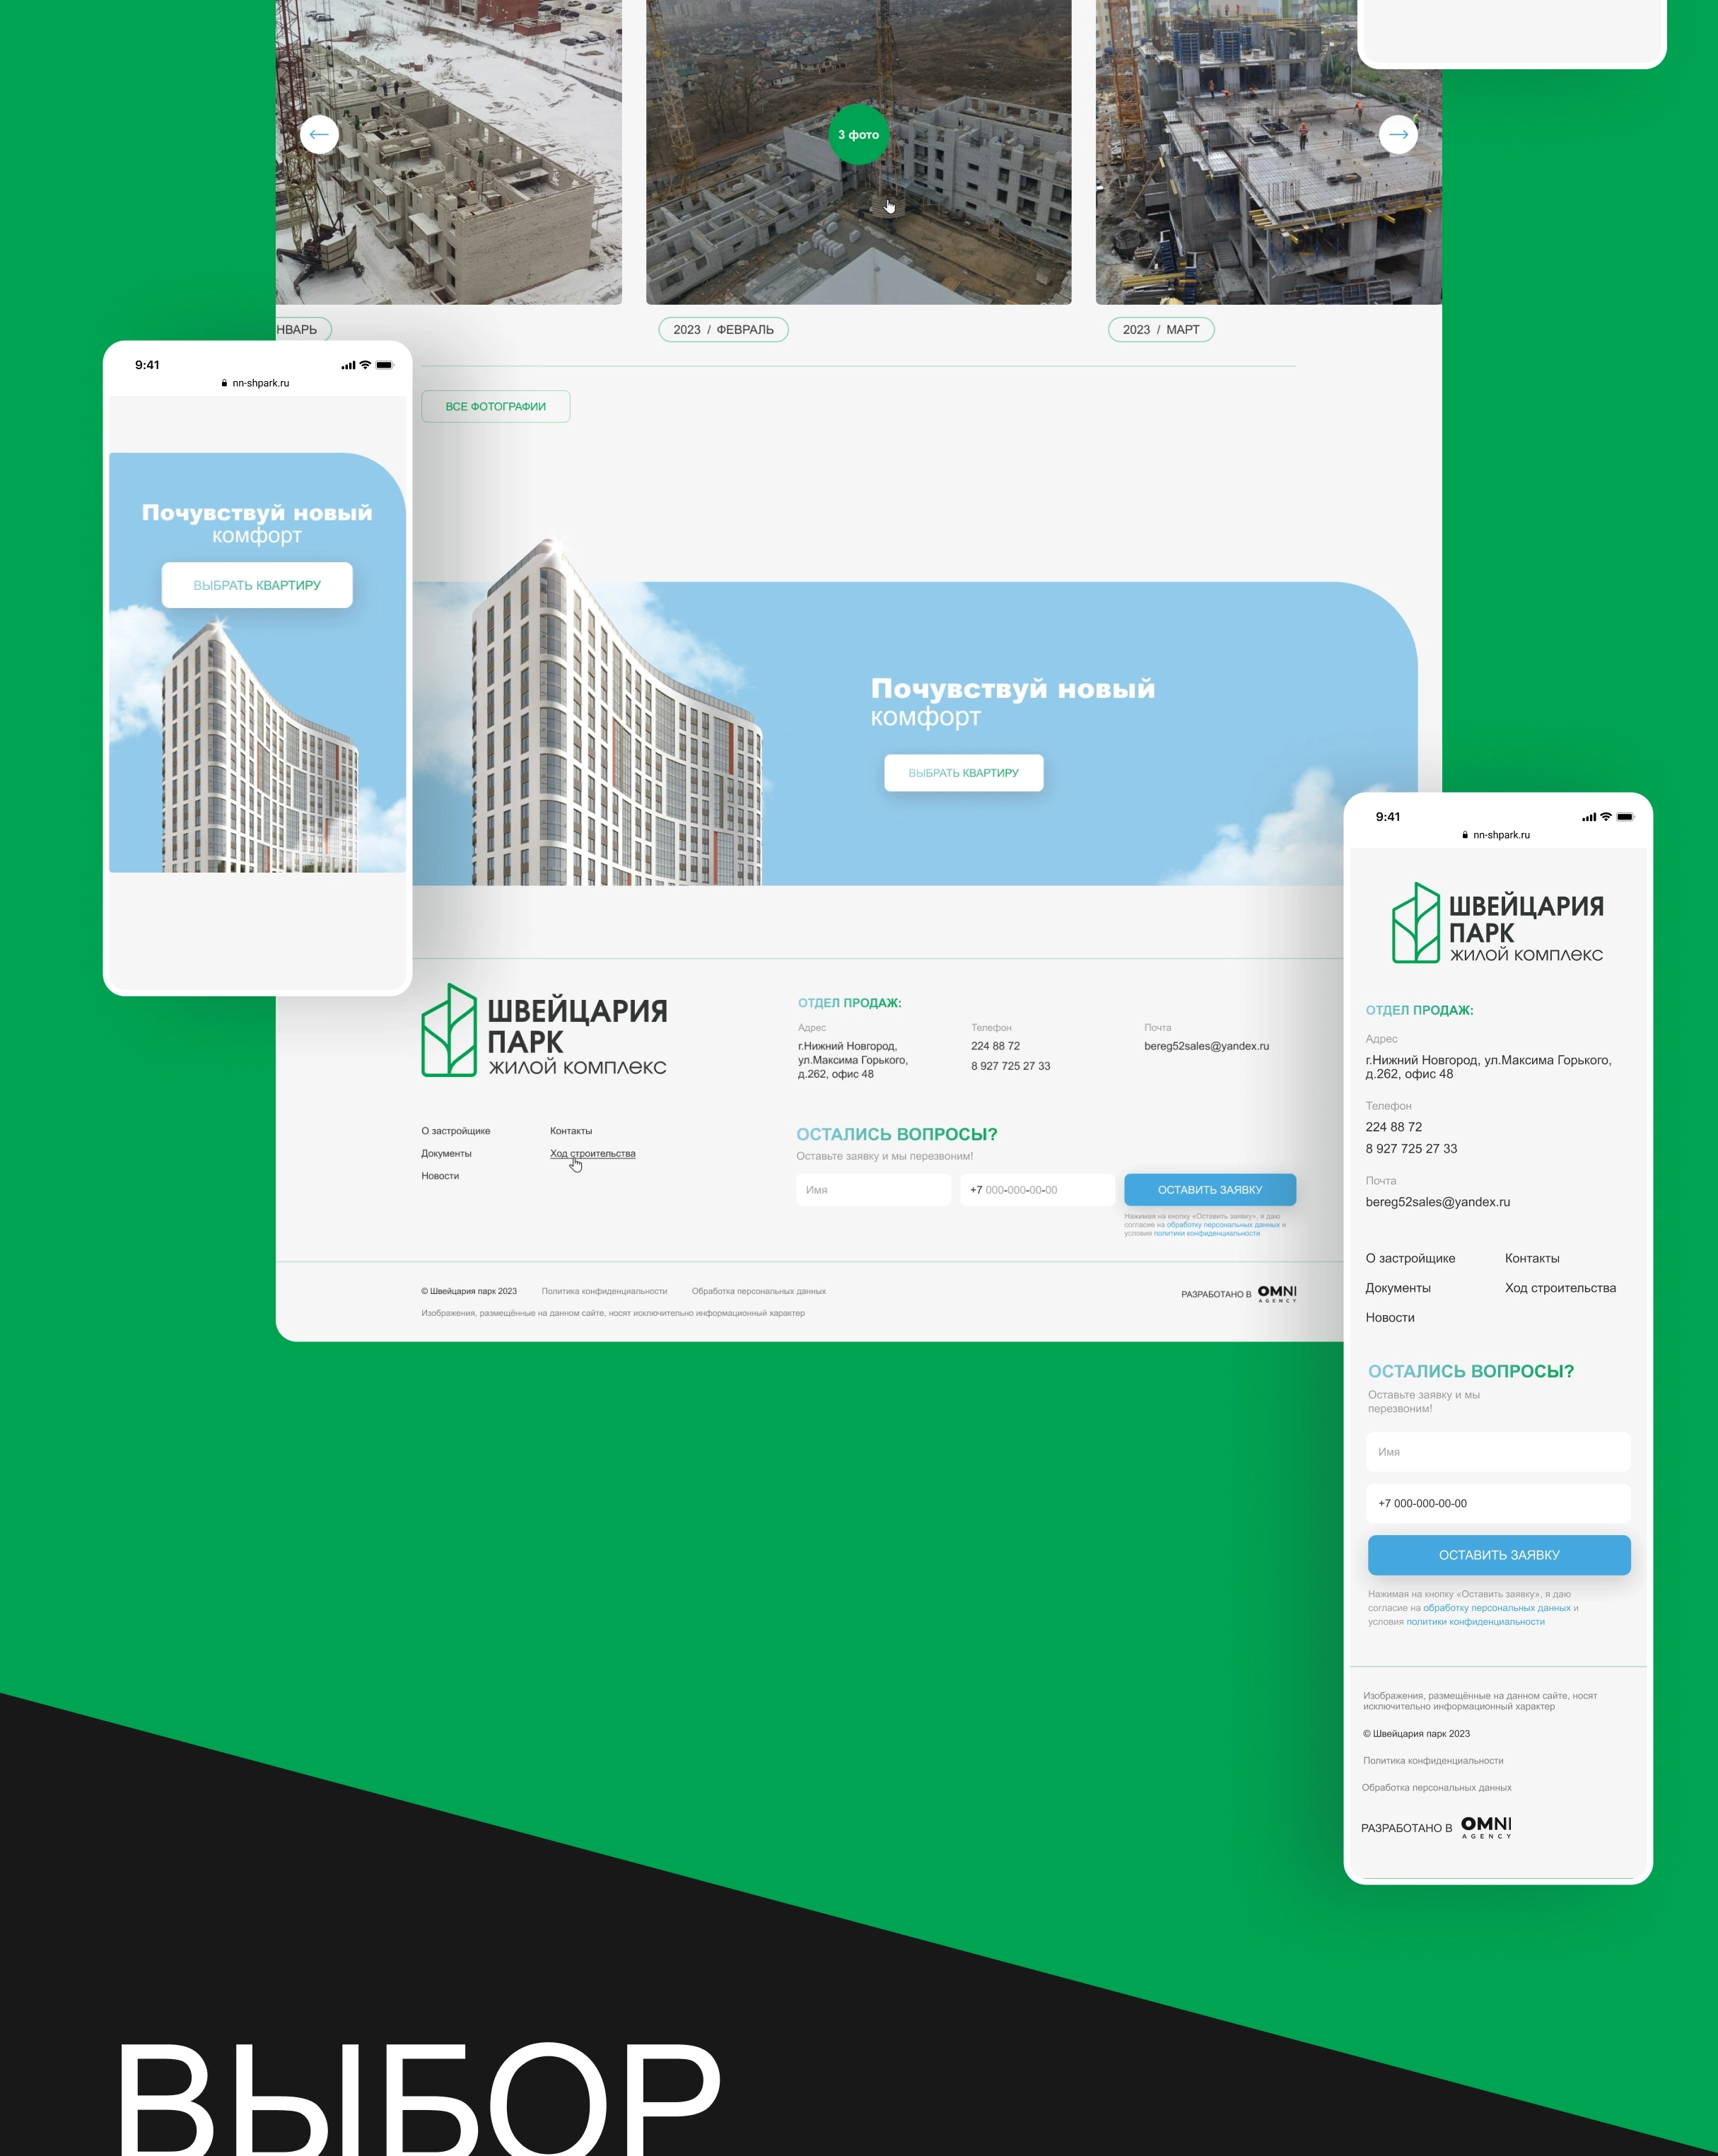 3 фото
НВАРЬ
2023 / ФЕВРАЛЬ
2023 / МАРТ
ВСЕ ФОТОГРАФИИ
9:41
nn-shpark.ru
Почувствуй новый
комфорт
ВЫБРАТЬ КВАРТИРУ
Почувствуй новый
комфорт
ВЫБРАТЬ КВАРТИРУ
ШВЕЙЦАРИЯ
ПАРК
ЖИЛОЙ КОМПЛЕКС
ОТДЕЛ ПРОДАЖ:
Адрес
г.Нижний Новгород,
ул.Максима Горького,
д.262, офис 48
Телефон
224 88 72
8 927 725 27 33
Почта
bereg52sales@yandex.ru
О застройщике
Документы
Новости
Контакты
Ход строительства
ОСТАЛИСЬ ВОПРОСЫ?
Оставьте заявку и мы перезвоним!
Имя
+7 000-000-00-00
ОСТАВИТЬ ЗАЯВКУ
Нажимая на кнопку «Оставить заявку», я даю
согласие на обработку персональных данных и
условия политики конфиденциальности
© Швейцария парк 2023
Политика конфиденциальности
Обработка персональных данных
Изображения, размещённые на данном сайте, носят исключительно информационный характер
РАЗРАБОТАНО В OMNI
AGENCY
9:41
nn-shpark.ru
ШВЕЙЦАРИЯ
ПАРК
ЖИЛОЙ КОМПЛЕКС
ОТДЕЛ ПРОДАЖ:
Адрес
г.Нижний Новгород, ул.Максима Горького,
д.262, офис 48
Телефон
224 88 72
8 927 725 27 33
Почта
bereg52sales@yandex.ru
О застройщике
Контакты
Документы
Ход строительства
Новости
ОСТАЛИСЬ ВОПРОСЫ?
Оставьте заявку и мы
перезвоним!
Имя
+7 000-000-00-00
ОСТАВИТЬ ЗАЯВКУ
Нажимая на кнопку «Оставить заявку», я даю
согласие на обработку персональных данных и
условия политики конфиденциальности
Изображения, размещённые на данном сайте, носят
исключительно информационный характер
© Швейцария парк 2023
Политика конфиденциальности
Обработка персональных данных
РАЗРАБОТАНО В OMNI
AGENCY
ВЫБОР